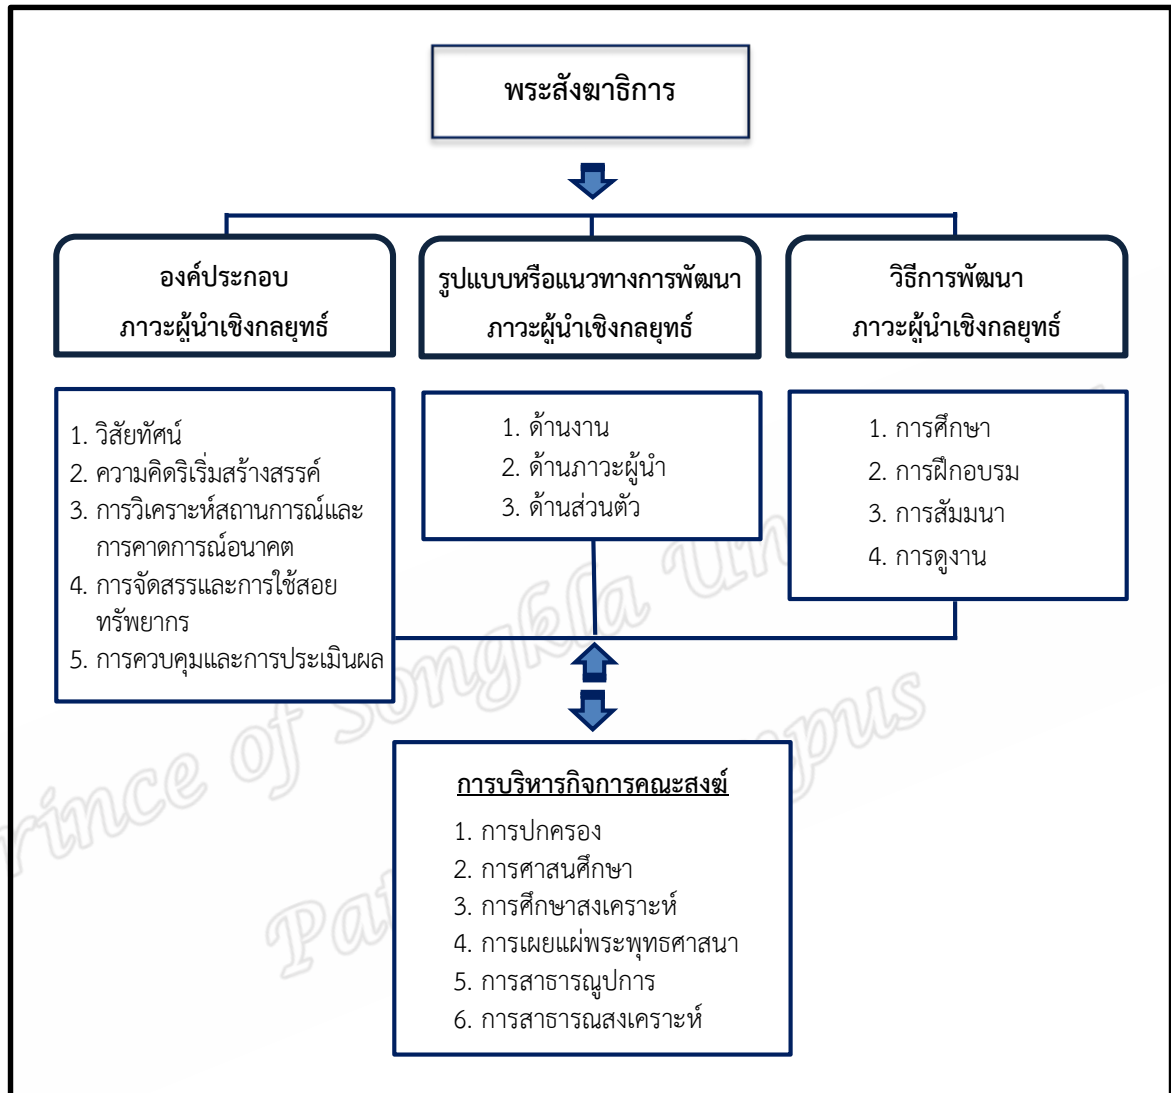 พระสังฆาธิการ
องค์ประกอบ
ภาวะผู้นำเชิงกลยุทธ์
รูปแบบหรือแนวทางการพัฒนา
ภาวะผู้นำเชิงกลยุทธ์
วิธีการพัฒนา
ภาวะผู้นำเชิงกลยุทธ์
1. วิสัยทัศน์
2. ความคิดริเริ่มสร้างสรรค์
3. การวิเคราะห์สถานการณ์และ
การคาดการณ์อนาคต
4. การจัดสรรและการใช้สอย
ทรัพยากร
5. การควบคุมและการประเมินผล
1. ด้านงาน
2. ด้านภาวะผู้นำ
3. ด้านส่วนตัว
1. การศึกษา
2. การฝึกอบรม
3. การสัมมนา
4. การดูงาน
การบริหารกิจการคณะสงฆ์
1. การปกครอง
2. การศาสนศึกษา
3. การศึกษาสงเคราะห์
4. การเผยแผ่พระพุทธศาสนา
5. การสาธารณูปการ
6. การสาธารณสงเคราะห์
of Songkla